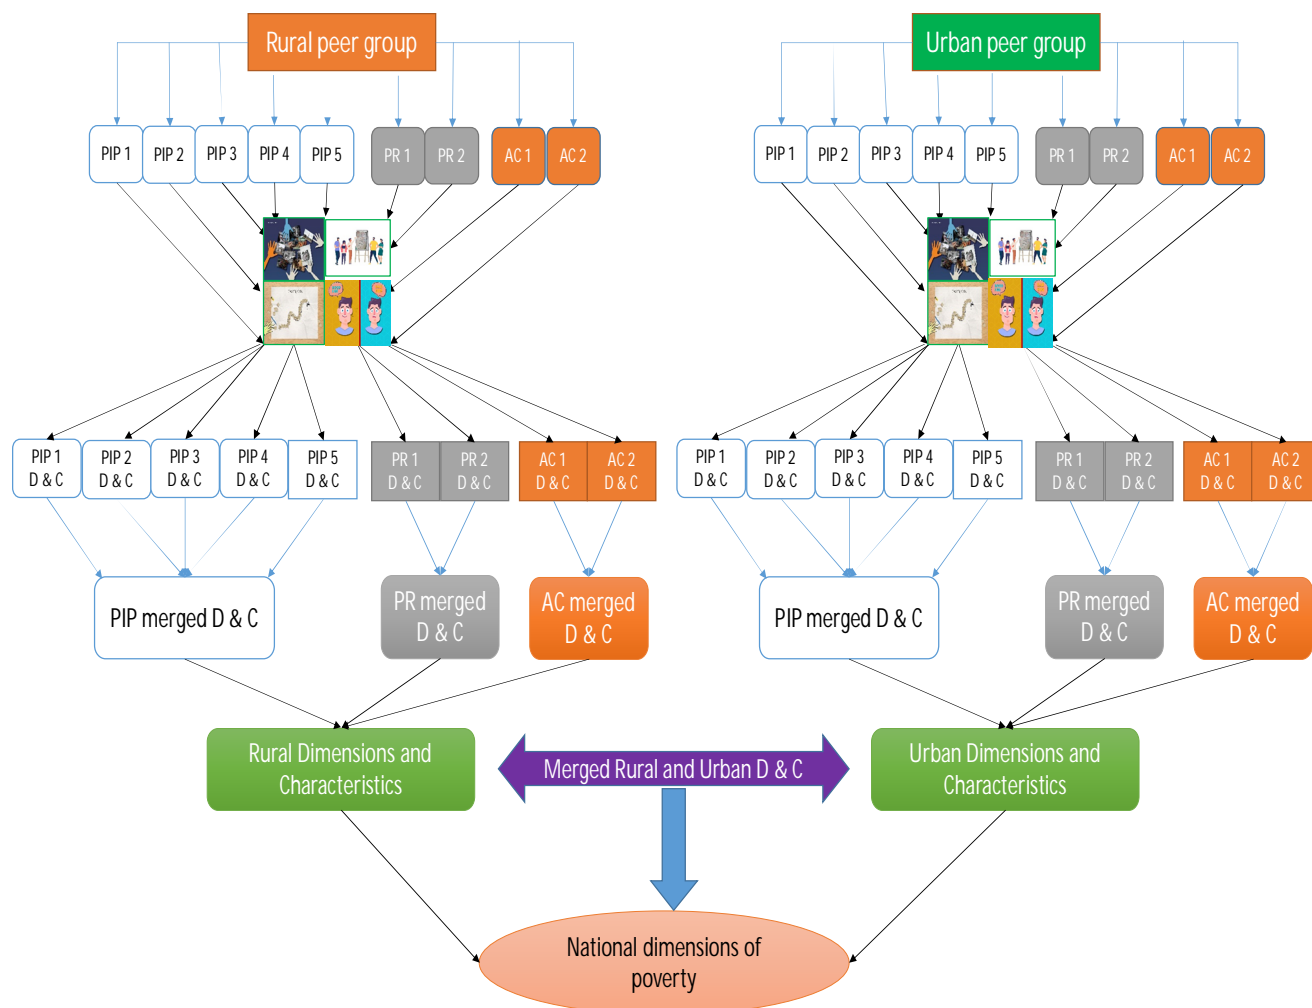 Rural peer group
Urban peer group
PIP 1
PIP 2
PIP 3
PIP 4
PIP 5
PR 1
PR 2
AC 1
AC 2
PIP 1
PIP 2
PIP 3
PIP 4
PIP 5
PR 1
PR 2
AC 1
AC 2
PIP 1
D & C
PIP 2
D & C
PIP 3
D & C
PIP 4
D & C
PIP 5
D & C
PR 1
D & C
PR 2
D & C
AC 1
D & C
AC 2
D & C
PIP 1
D & C
PIP 2
D & C
PIP 3
D & C
PIP 4
D & C
PIP 5
D & C
PR 1
D & C
PR 2
D & C
AC 1
D & C
AC 2
D & C
PIP merged D & C
PR merged
D & C
AC merged
D & C
PIP merged D & C
PR merged
D & C
AC merged
D & C
Rural Dimensions and
Characteristics
Merged Rural and Urban D & C
Urban Dimensions and
Characteristics
National dimensions of
poverty